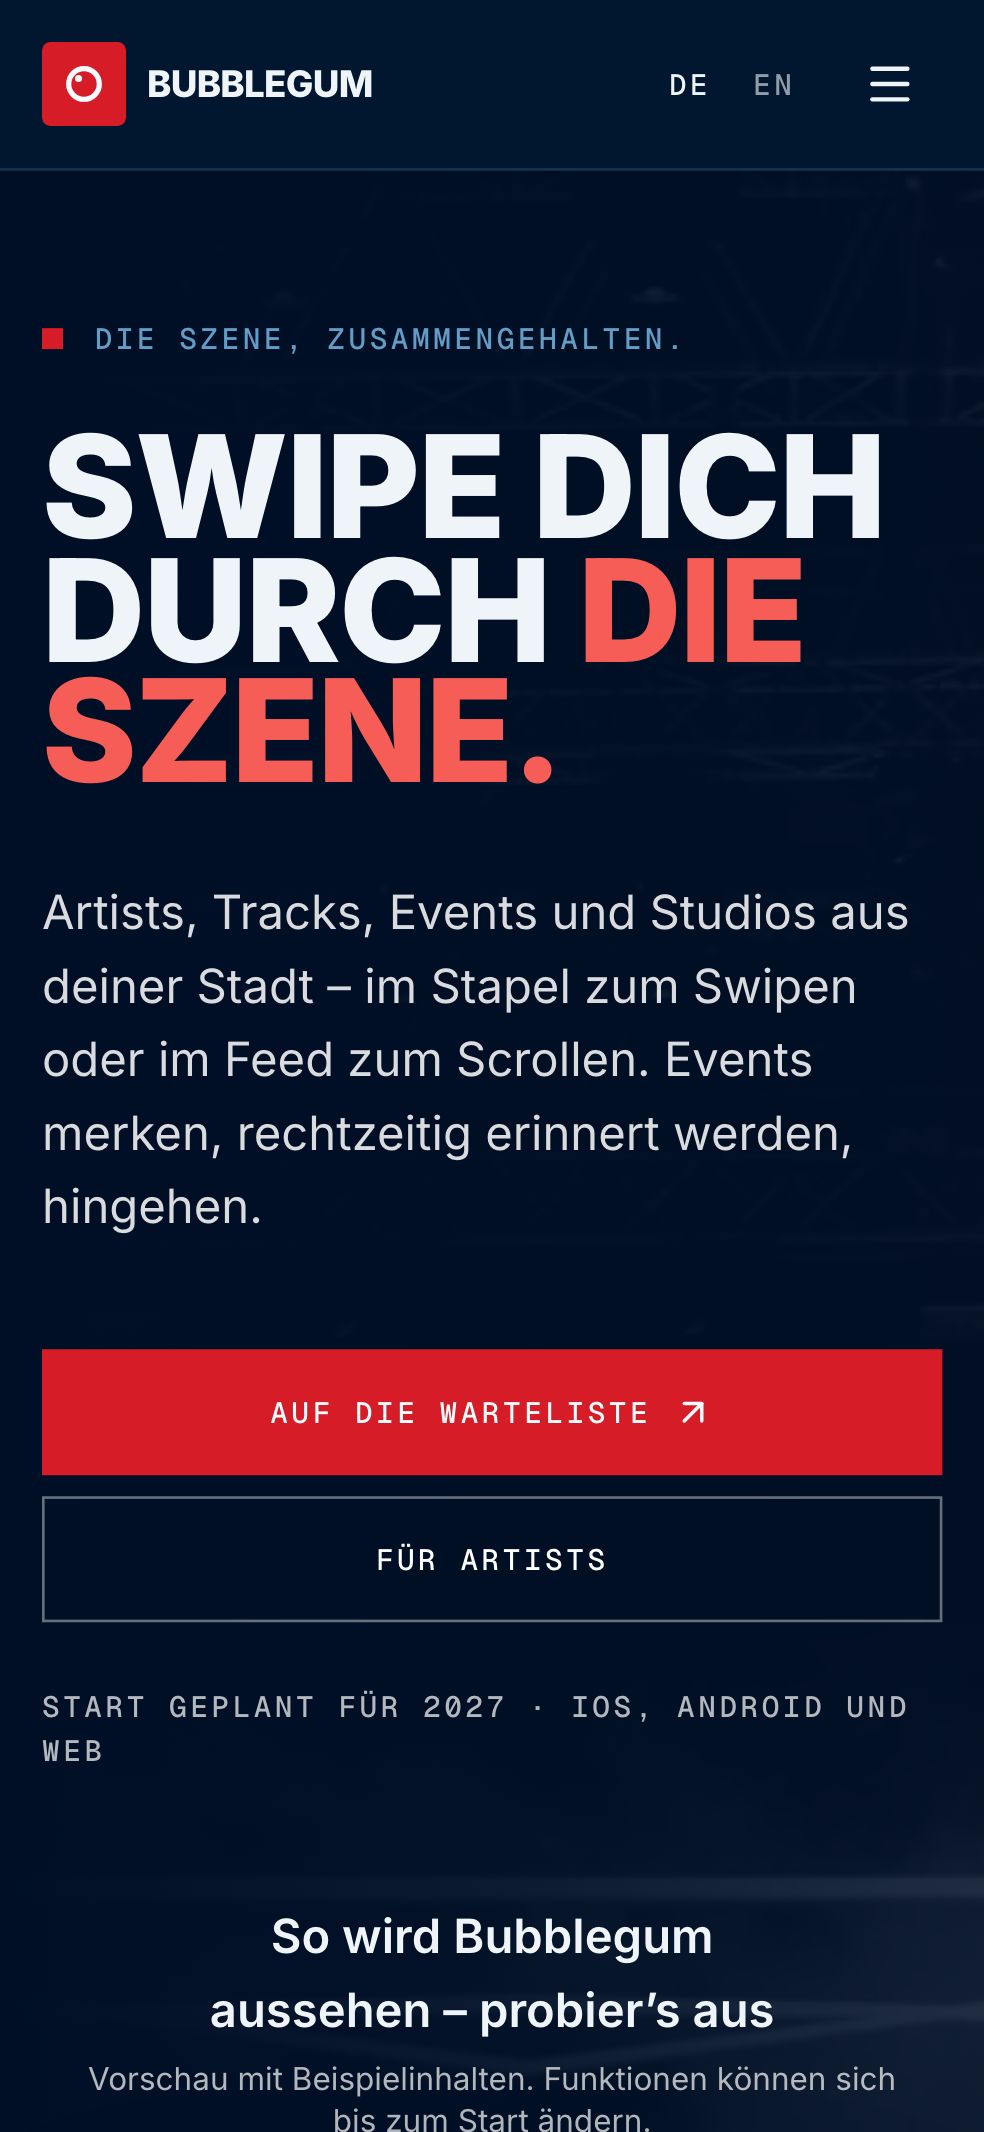 BUBBLEGUM
DE EN
DIE SZENE, ZUSAMMENGEHALTEN.
SWIPE DICH
DURCH DIE
SZENE.
Artists, Tracks, Events und Studios aus
deiner Stadt – im Stapel zum Swipen
oder im Feed zum Scrollen. Events
merken, rechtzeitig erinnert werden,
hingehen.
AUF DIE WARTELISTE
FÜR ARTISTS
START GEPLANT FÜR 2027 · IOS, ANDROID UND
WEB
So wird Bubblegum
aussehen – probier’s aus
Vorschau mit Beispielinhalten. Funktionen können sich
bis zum Start ändern.